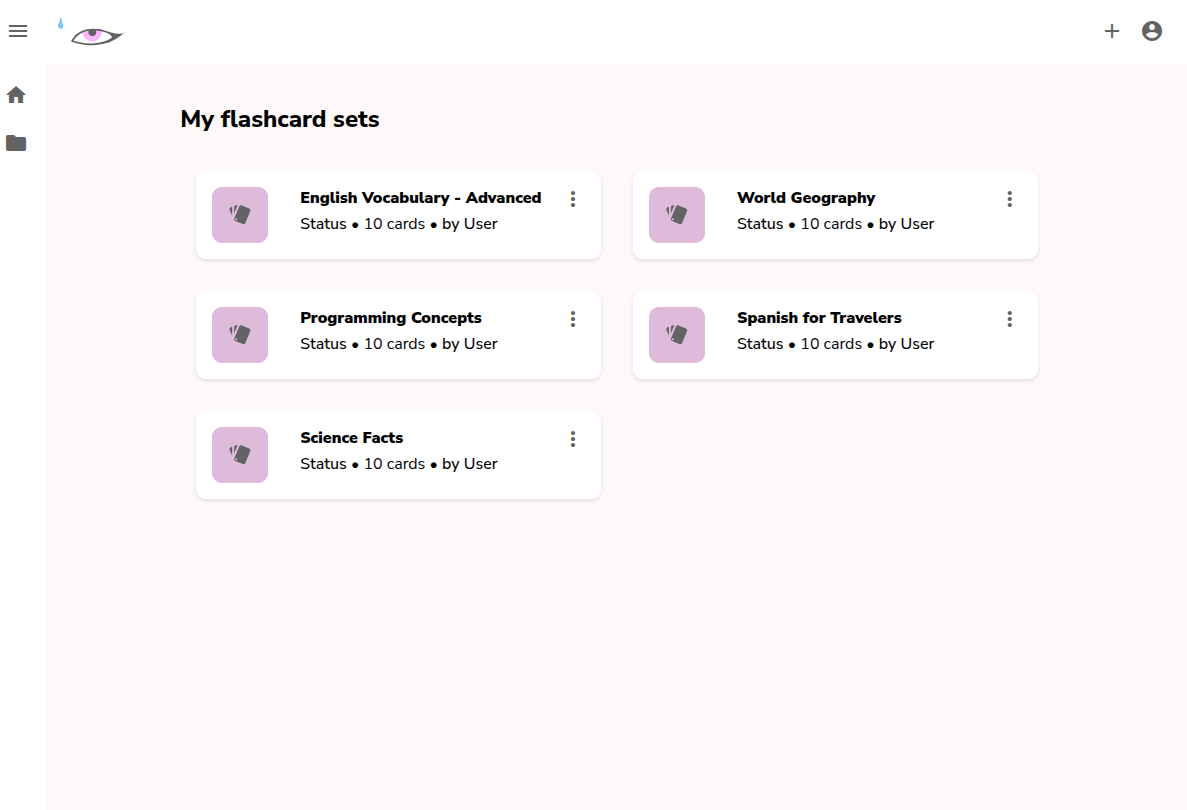 My flashcard sets
English Vocabulary - Advanced
Status • 10 cards • by User
World Geography
Status • 10 cards • by User
Programming Concepts
Status • 10 cards • by User
Spanish for Travelers
Status • 10 cards • by User
Science Facts
Status • 10 cards • by User